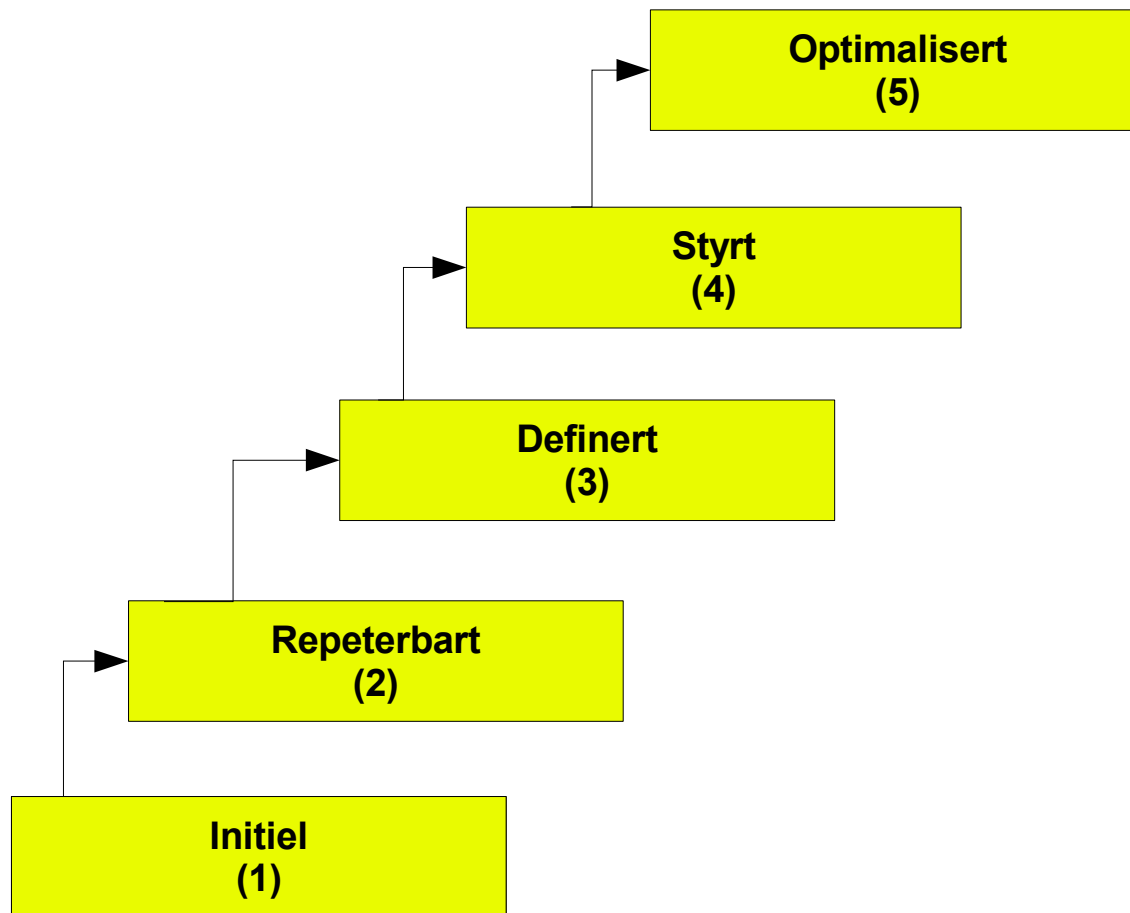 Optimalisert
(5)
Styrt
(4)
Definert
(3)
Repeterbart
(2)
Initiel
(1)